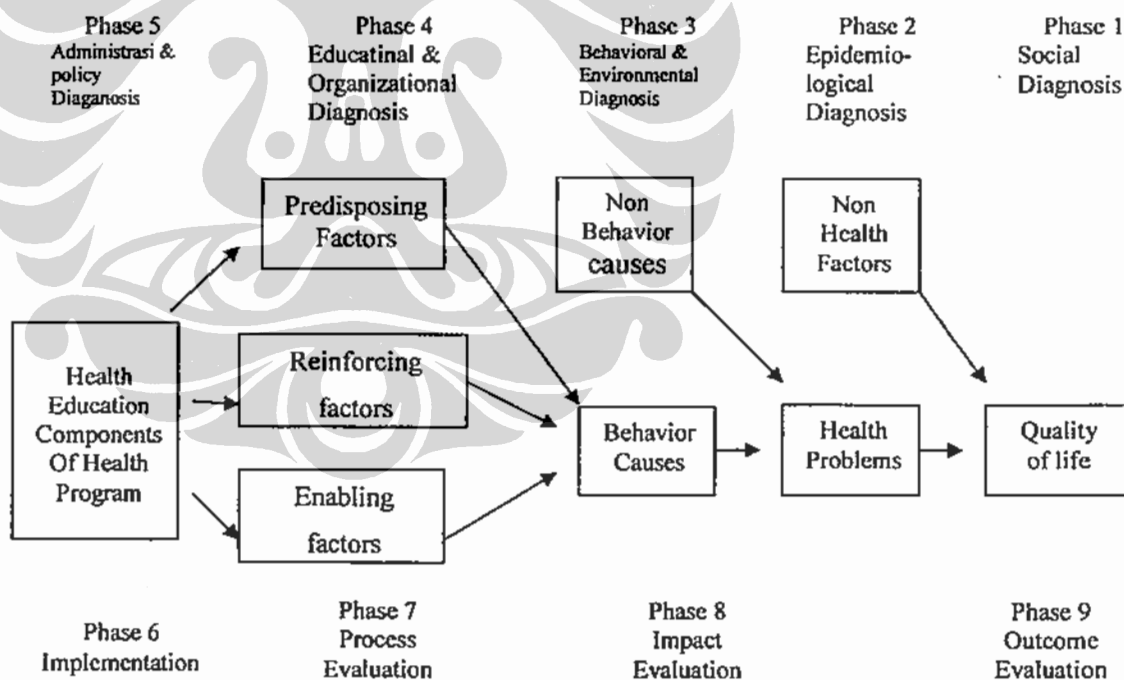 Phase 5
Administrasi &
policy
Diaganosis
Phase 4
Educatinal &
Organizational
Diagnosis
Phase 3
Behavioral &
Environmental
Diagnosis
Phase 2
Epidemio-
logical
Diagnosis
Phase 1
Social
Diagnosis
Predisposing
Factors
Non
Behavior
causes
Non
Health
Factors
Health
Education
Components
Of Health
Program
Reinforcing
factors
Enabling
factors
Behavior
Causes
Health
Problems
Quality
of life
Phase 6
Implementation
Phase 7
Process
Evaluation
Phase 8
Impact
Evaluation
Phase 9
Outcome
Evaluation